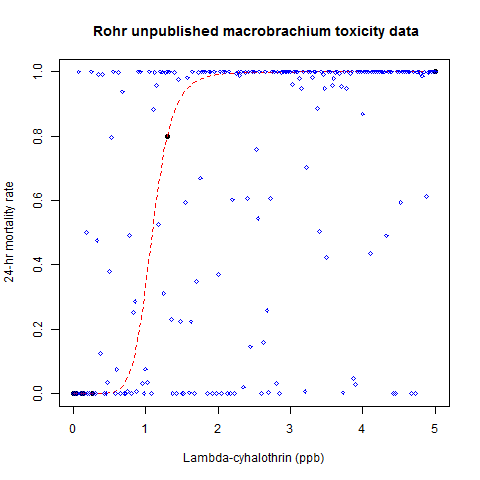 Rohr unpublished macrobrachium toxicity data
1.0
0.8
0.6
0.4
0.2
0.0
24-hr mortality rate
0 1 2 3 4 5
Lambda-cyhalothrin (ppb)